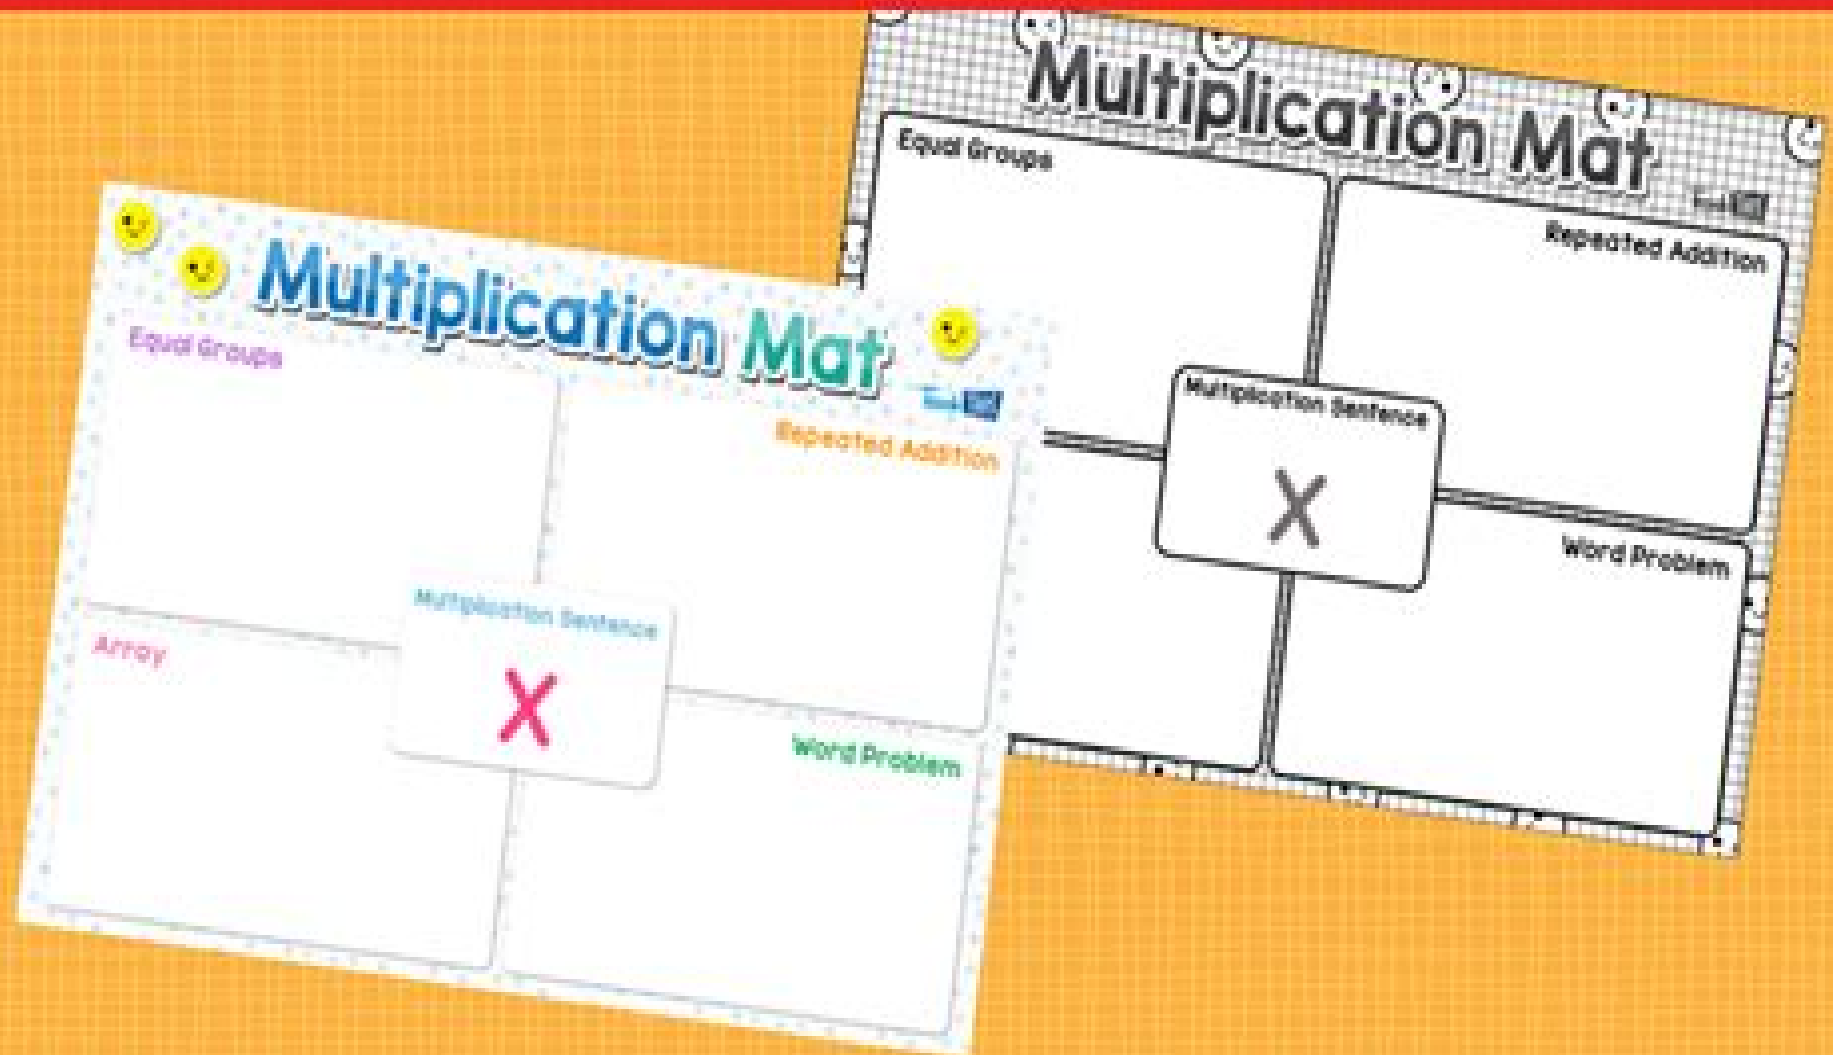 Multiplication Mat
Equal Groups
Repeated Addition
Multiplication Sentence
X
Word Problem
Multiplication Mat
Equal Groups
Repeated Addition
Multiplication Sentence
X
Array
Word Problem